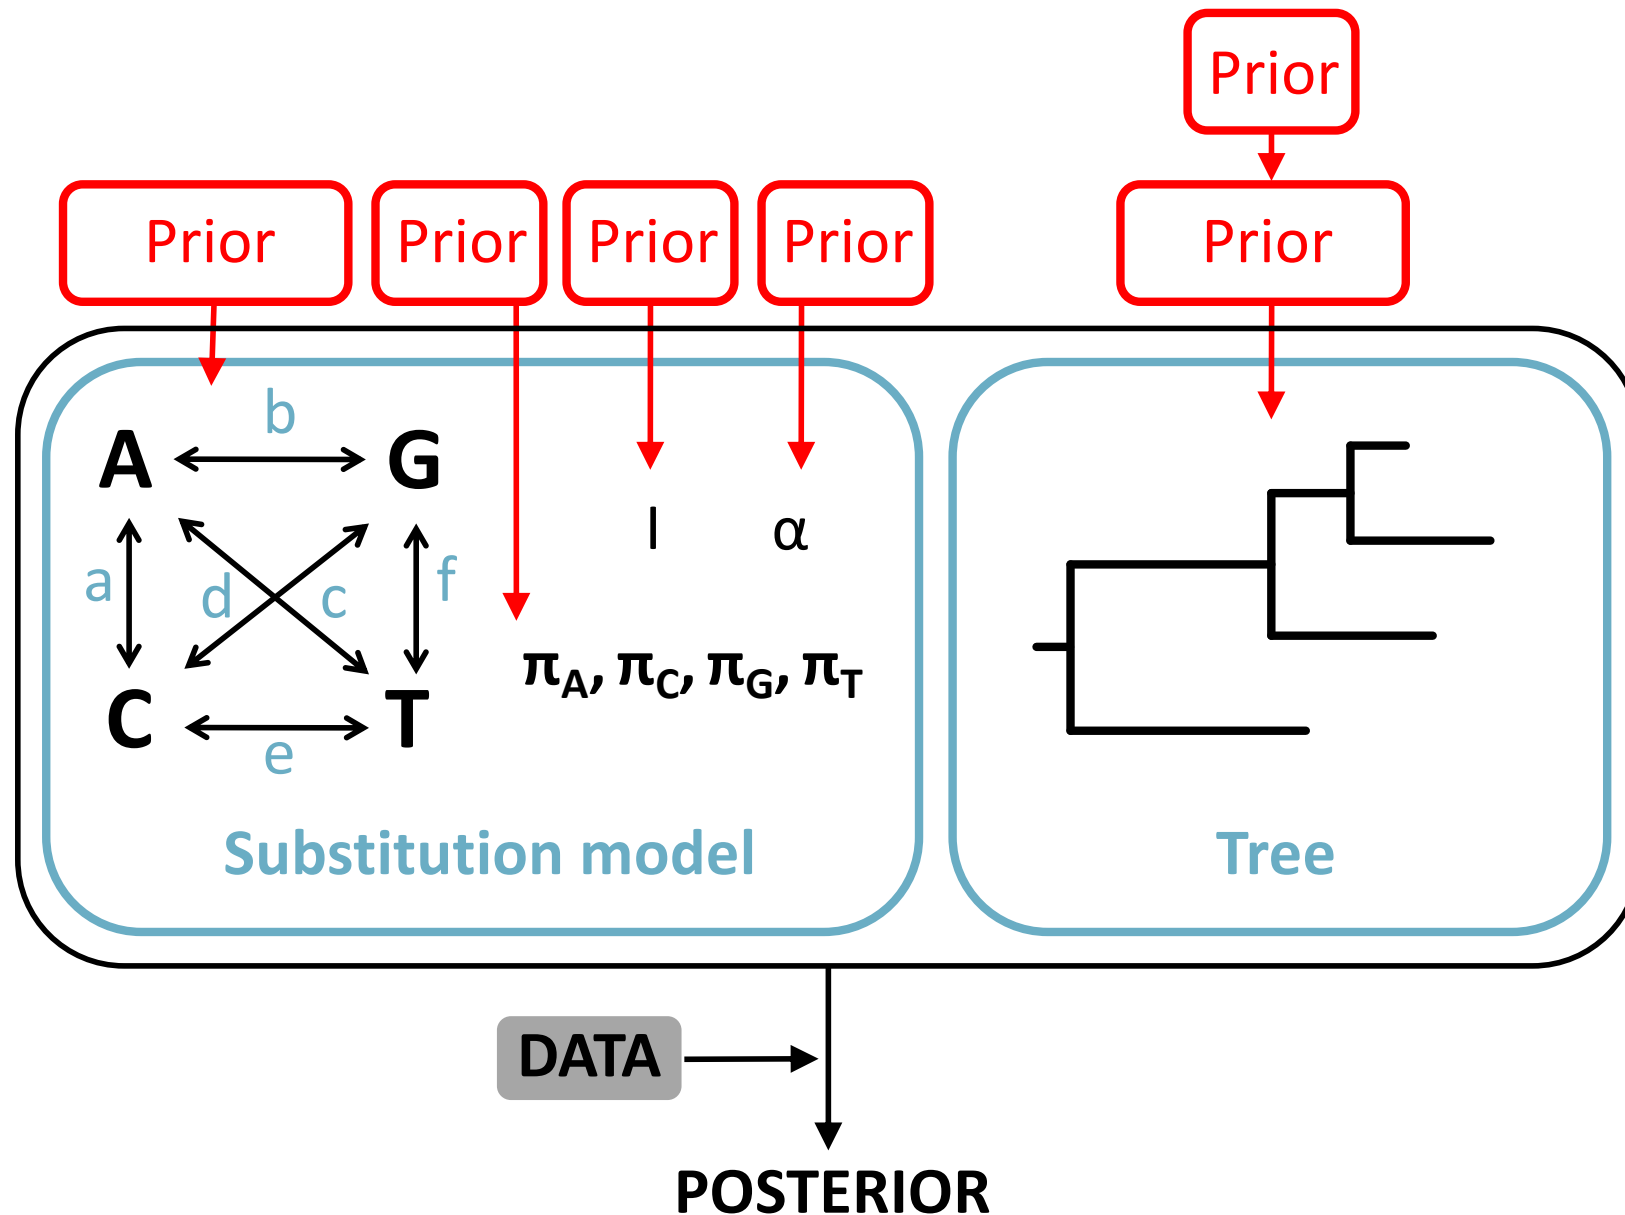 Prior
Prior Prior Prior Prior Prior
b
A G
I α
a d c f
π_A, π_C, π_G, π_T
C T
e
Substitution model Tree
DATA
POSTERIOR